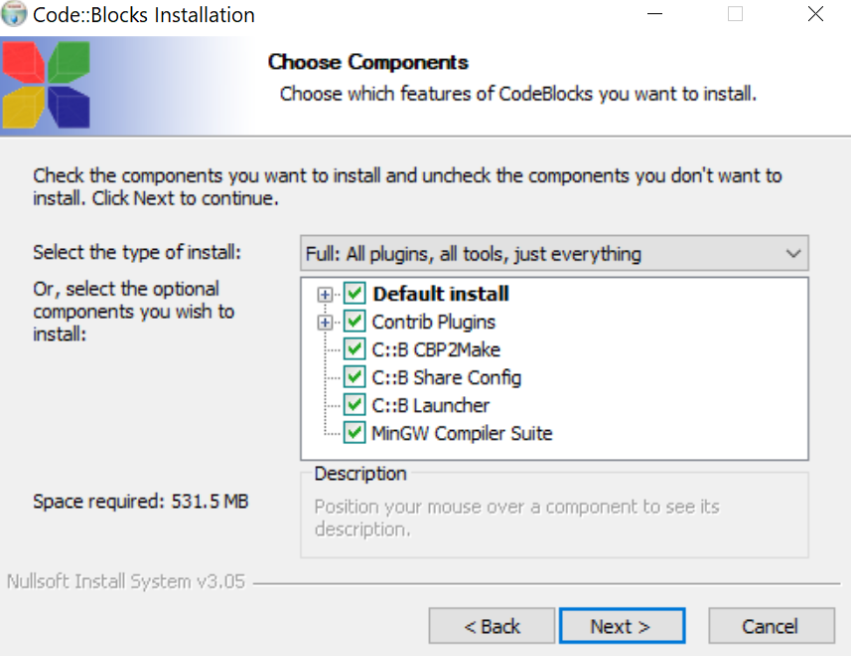 Code::Blocks Installation
Choose Components
Choose which features of CodeBlocks you want to install.
Check the components you want to install and uncheck the components you don't want to
install. Click Next to continue.
Select the type of install:
Full: All plugins, all tools, just everything
Or, select the optional
components you wish to
install:
Default install
Contrib Plugins
C::B CBP2Make
C::B Share Config
C::B Launcher
MinGW Compiler Suite
Space required: 531.5 MB
Description
Position your mouse over a component to see its
description.
Nullsoft Install System v3.05
< Back
Next >
Cancel